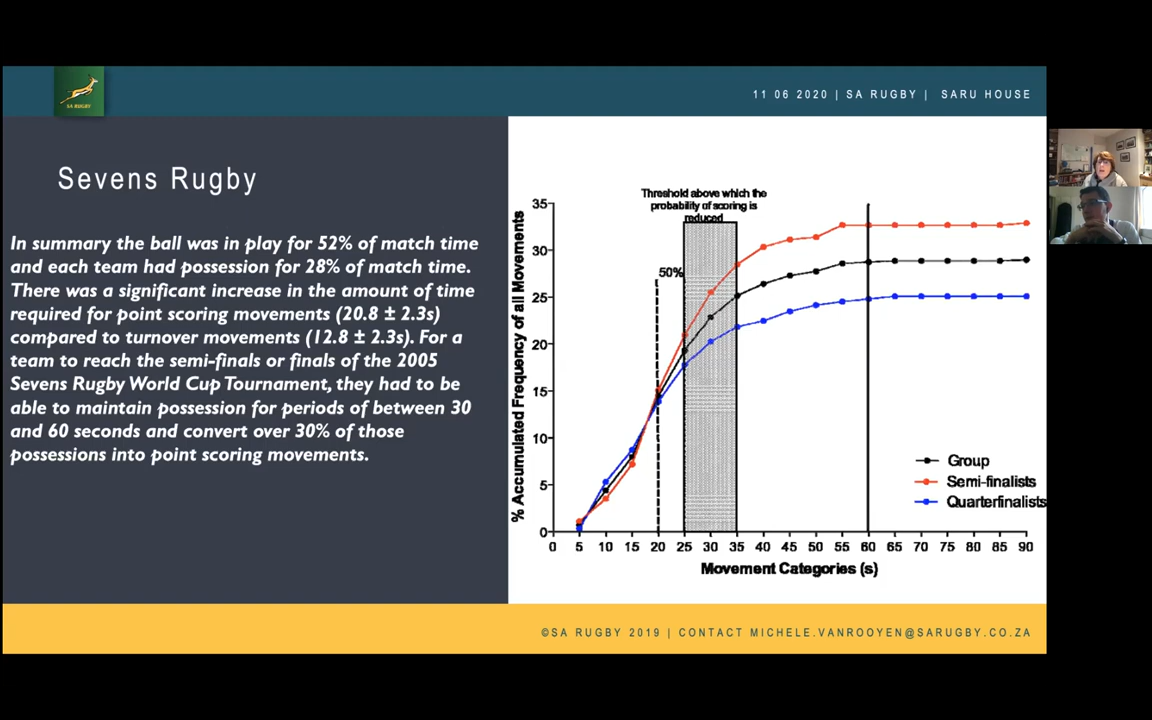 SA RUGBY
11 06 2020 | SA RUGBY | SARU HOUSE
Sevens Rugby
In summary the ball was in play for 52% of match time
and each team had possession for 28% of match time.
There was a significant increase in the amount of time
required for point scoring movements (20.8 ± 2.3s)
compared to turnover movements (12.8 ± 2.3s). For a
team to reach the semi-finals or finals of the 2005
Sevens Rugby World Cup Tournament, they had to be
able to maintain possession for periods of between 30
and 60 seconds and convert over 30% of those
possessions into point scoring movements.
Threshold above which the
probability of scoring is
reduced
50%
% Accumulated Frequency of all Movements
35
30
25
20
15
10
5
0
0 5 10 15 20 25 30 35 40 45 50 55 60 65 70 75 80 85 90
Movement Categories (s)
Group
Semi-finalists
Quarterfinalists
©SA RUGBY 2019 | CONTACT MICHELE.VANROOYEN@SARUGBY.CO.ZA